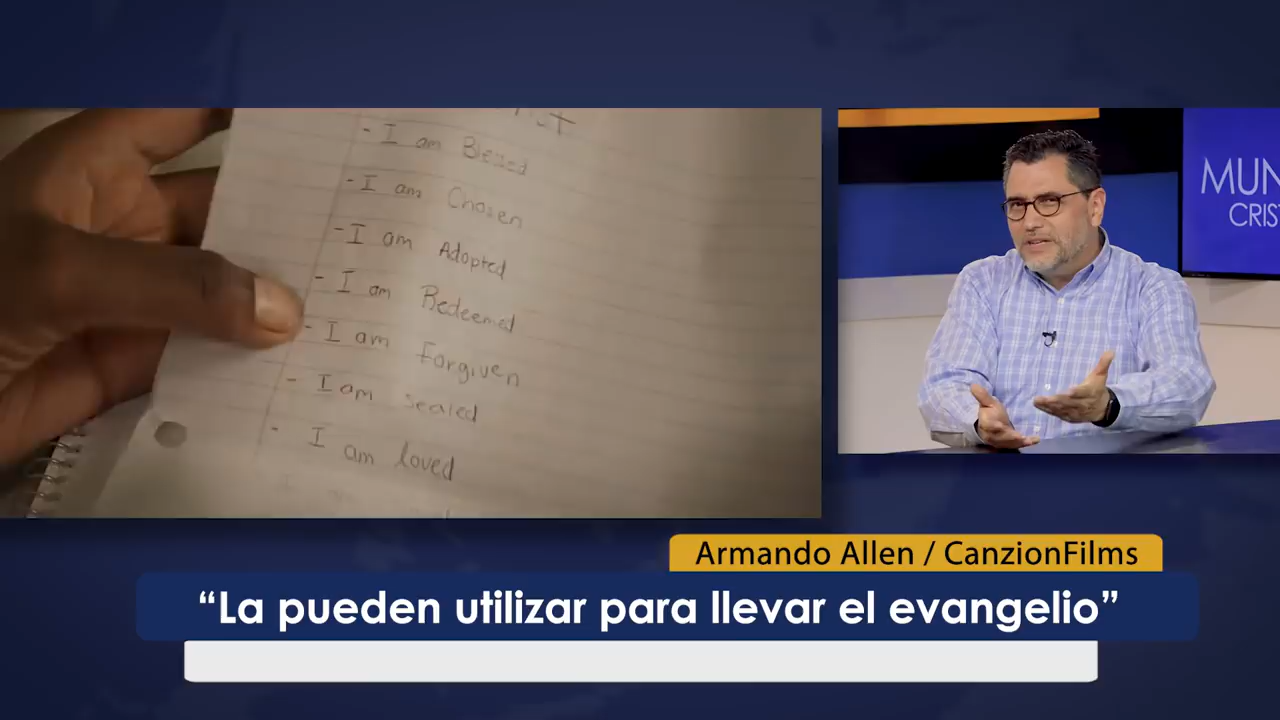 - I am Blessed
- I am Chosen
- I am Adopted
- I am Redeemed
- I am Forgiven
- I am sealed
- I am loved
MUN
CRIST
Armando Allen / CanzionFilms
“La pueden utilizar para llevar el evangelio”